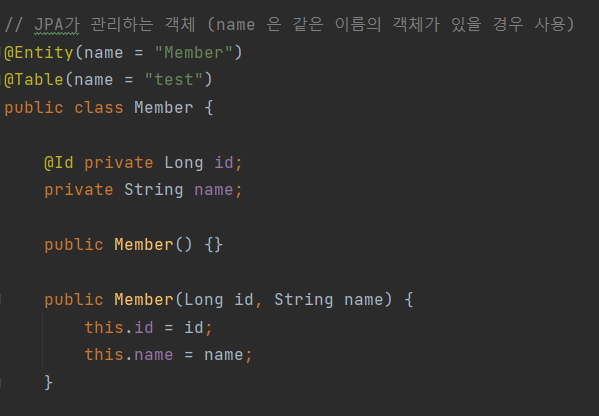 // JPA가 관리하는 객체 (name 은 같은 이름의 객체가 있을 경우 사용)
@Entity(name = "Member")
@Table(name = "test")
public class Member {
@Id private Long id;
private String name;
public Member() {}
public Member(Long id, String name) {
this.id = id;
this.name = name;
}